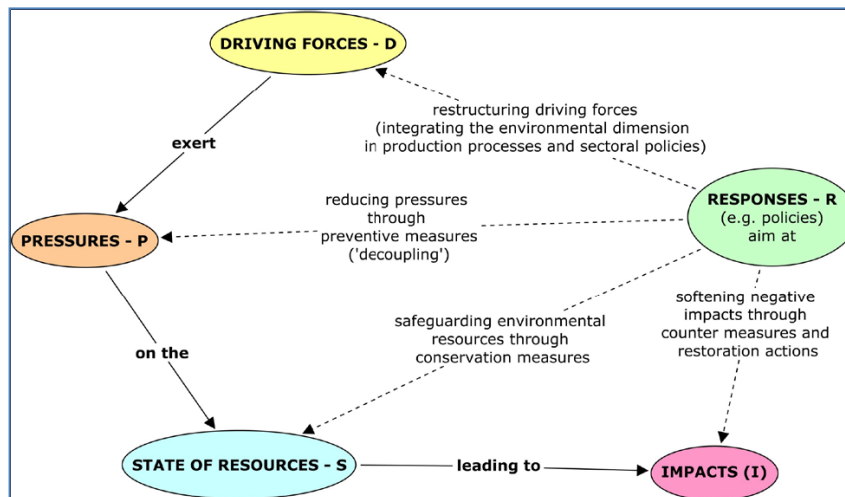 DRIVING FORCES - D
restructuring driving forces
(integrating the environmental dimension
in production processes and sectoral policies)
exert
RESPONSES - R
(e.g. policies)
aim at
reducing pressures
through
preventive measures
('decoupling')
PRESSURES - P
softening negative
impacts through
counter measures and
restoration actions
safeguarding environmental
resources through
conservation measures
on the
STATE OF RESOURCES - S
leading to
IMPACTS (I)